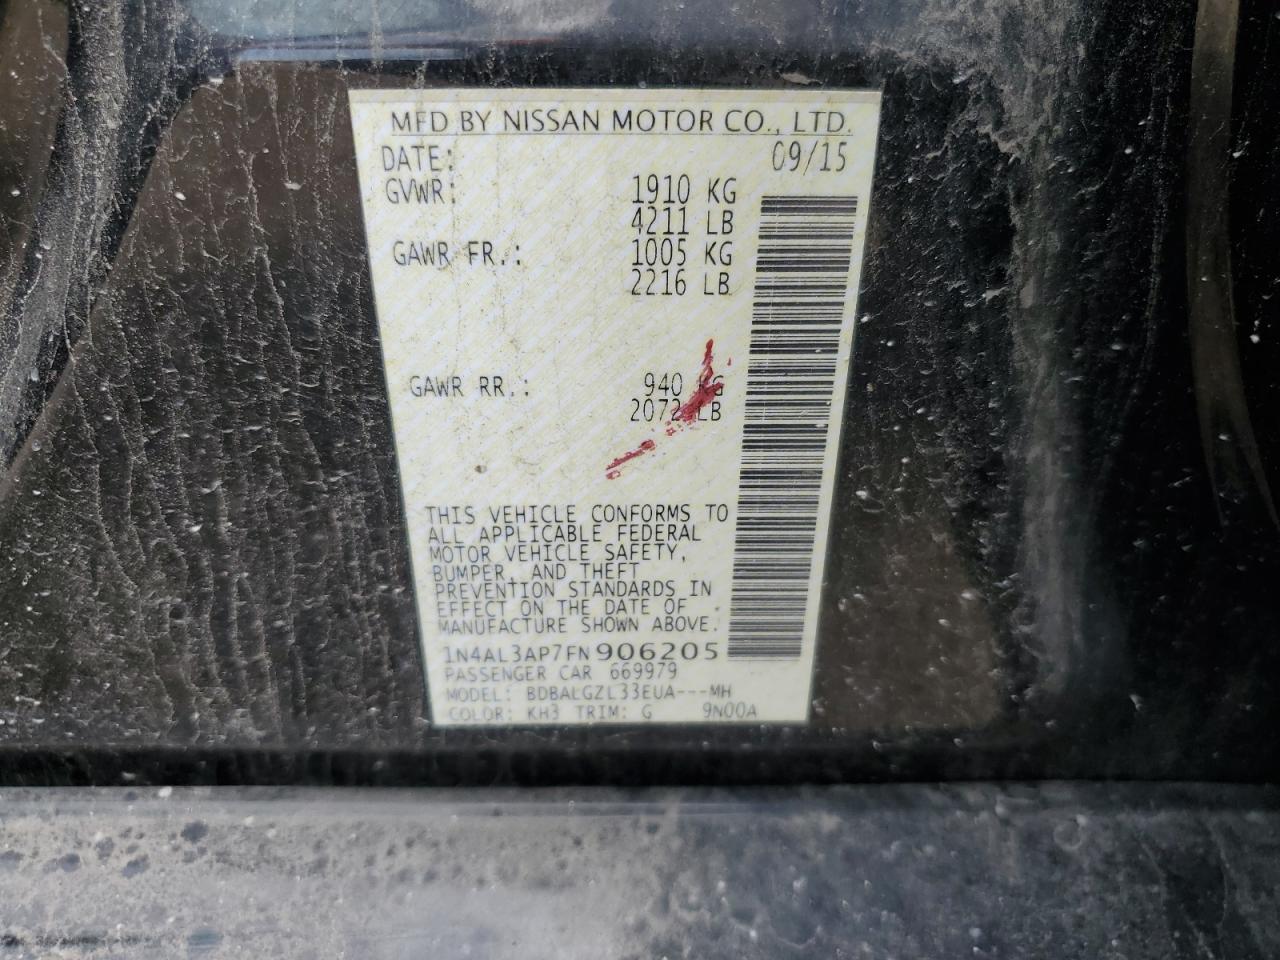 MFD BY NISSAN MOTOR CO., LTD.
DATE: 09/15
GVWR: 1910 KG
4211 LB
GAWR FR.: 1005 KG
2216 LB
GAWR RR.: 940 KG
2072 LB
THIS VEHICLE CONFORMS TO
ALL APPLICABLE FEDERAL
MOTOR VEHICLE SAFETY,
BUMPER, AND THEFT
PREVENTION STANDARDS IN
EFFECT ON THE DATE OF
MANUFACTURE SHOWN ABOVE.
1N4AL3AP7FN906205
PASSENGER CAR 669979
MODEL: BDBALGZL33EUA---MH
COLOR: KH3 TRIM: G 9N00A